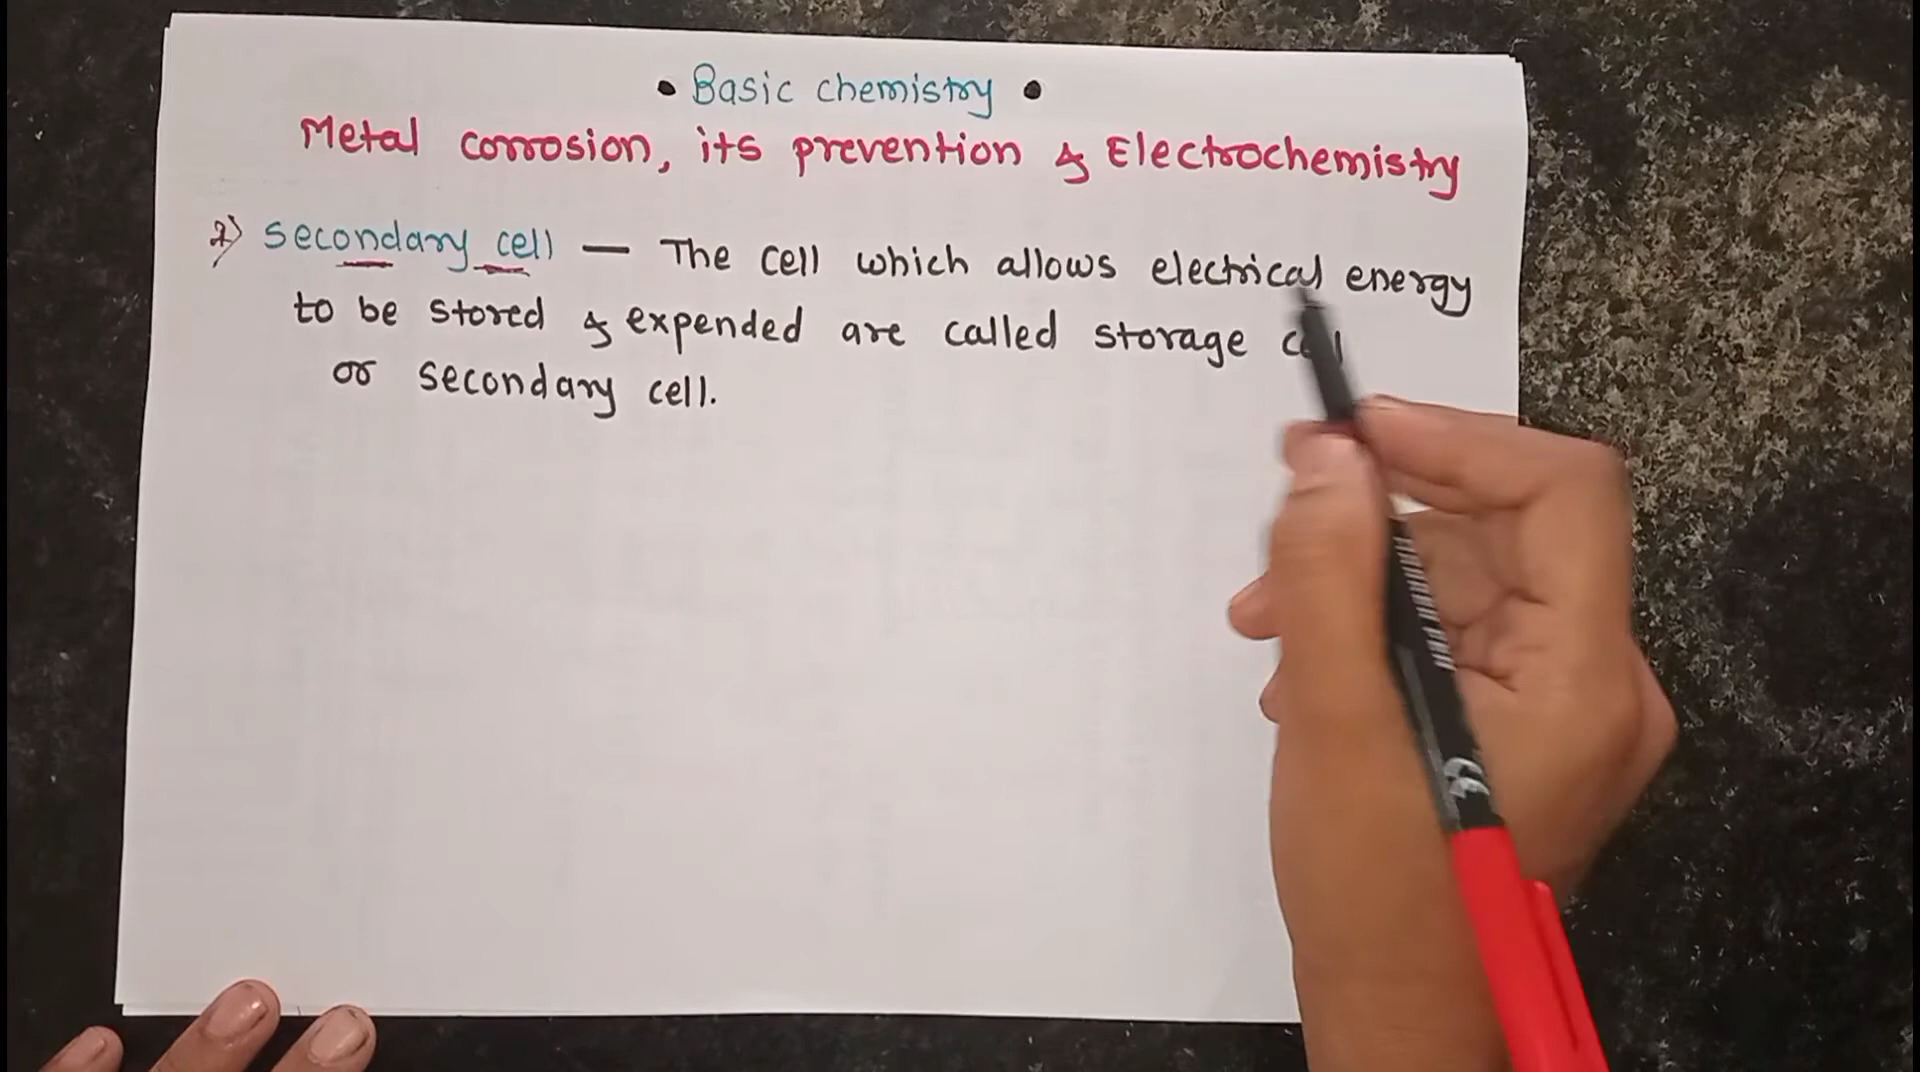 • Basic chemistry •
Metal corrosion, its prevention & Electrochemistry
2) Secondary cell — The cell which allows electrical energy
to be stored & expended are called storage cell
or secondary cell.